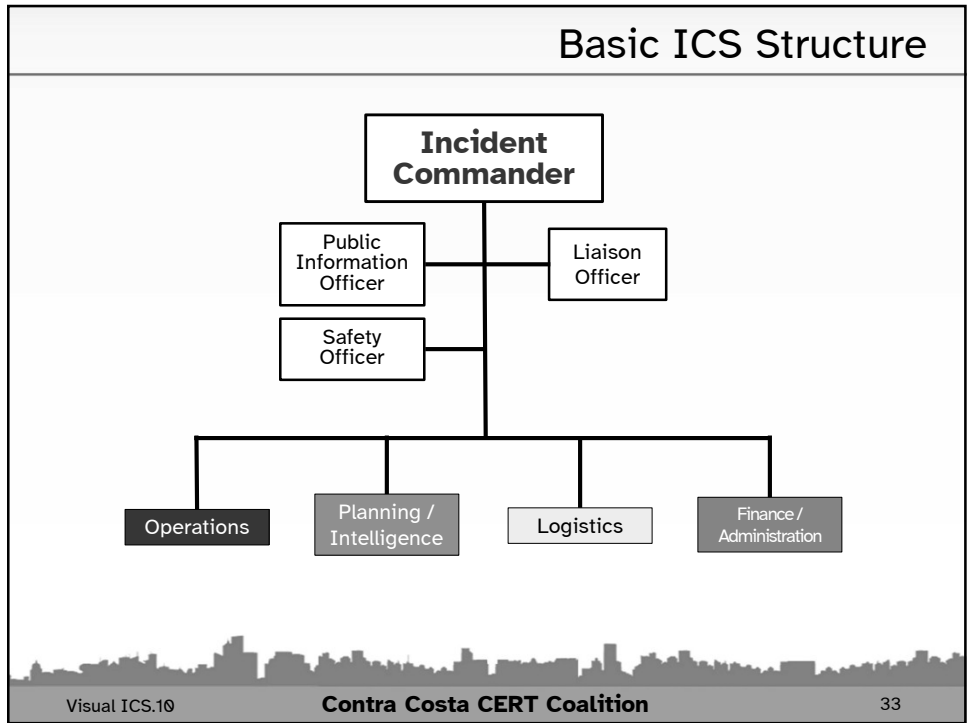 Basic ICS Structure
Incident
Commander
Public
Information
Officer
Liaison
Officer
Safety
Officer
Operations
Planning /
Intelligence
Logistics
Finance /
Administration
Visual ICS.10
Contra Costa CERT Coalition
33